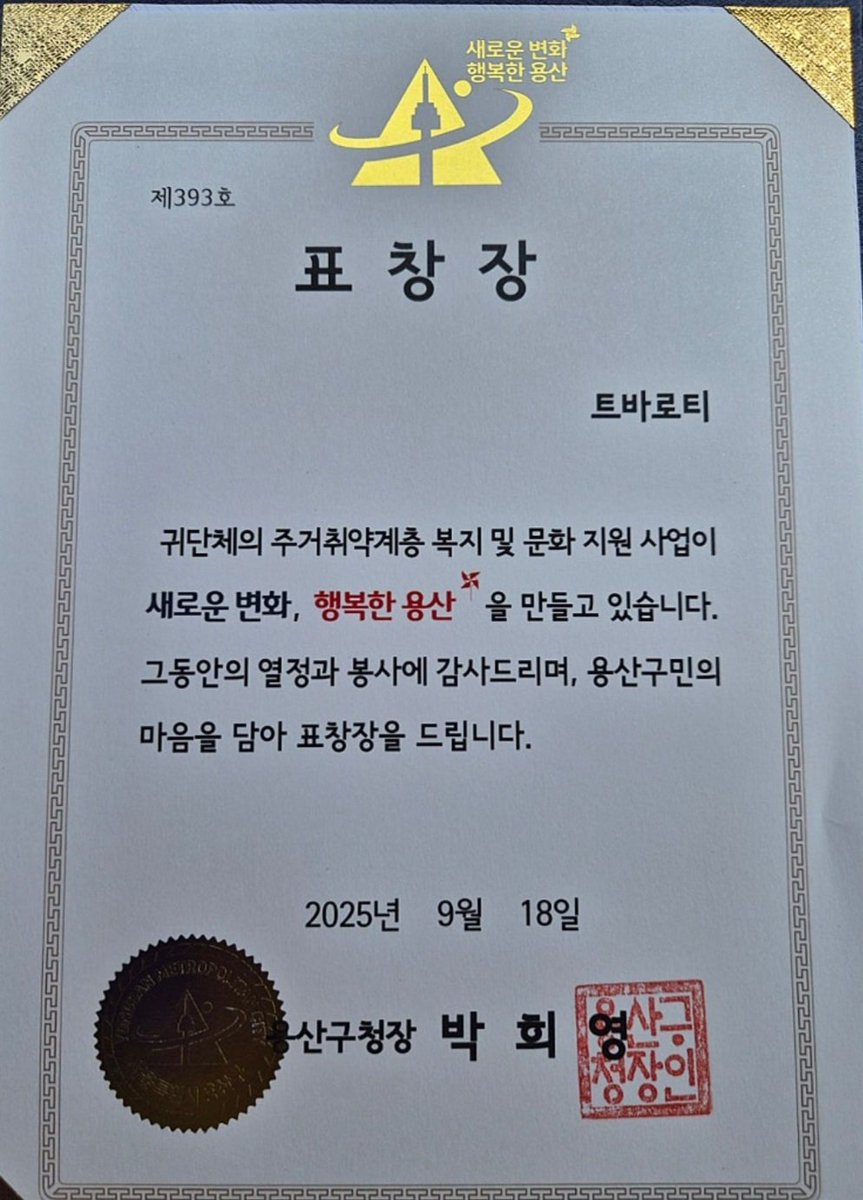 새로운 변화
행복한 용산
제393호
표 창 장
트바로티
귀단체의 주거취약계층 복지 및 문화 지원 사업이
새로운 변화, 행복한 용산 을 만들고 있습니다.
그동안의 열정과 봉사에 감사드리며, 용산구민의
마음을 담아 표창장을 드립니다.
2025년 9월 18일
용산구청장 박 희 영
용산구
청장인